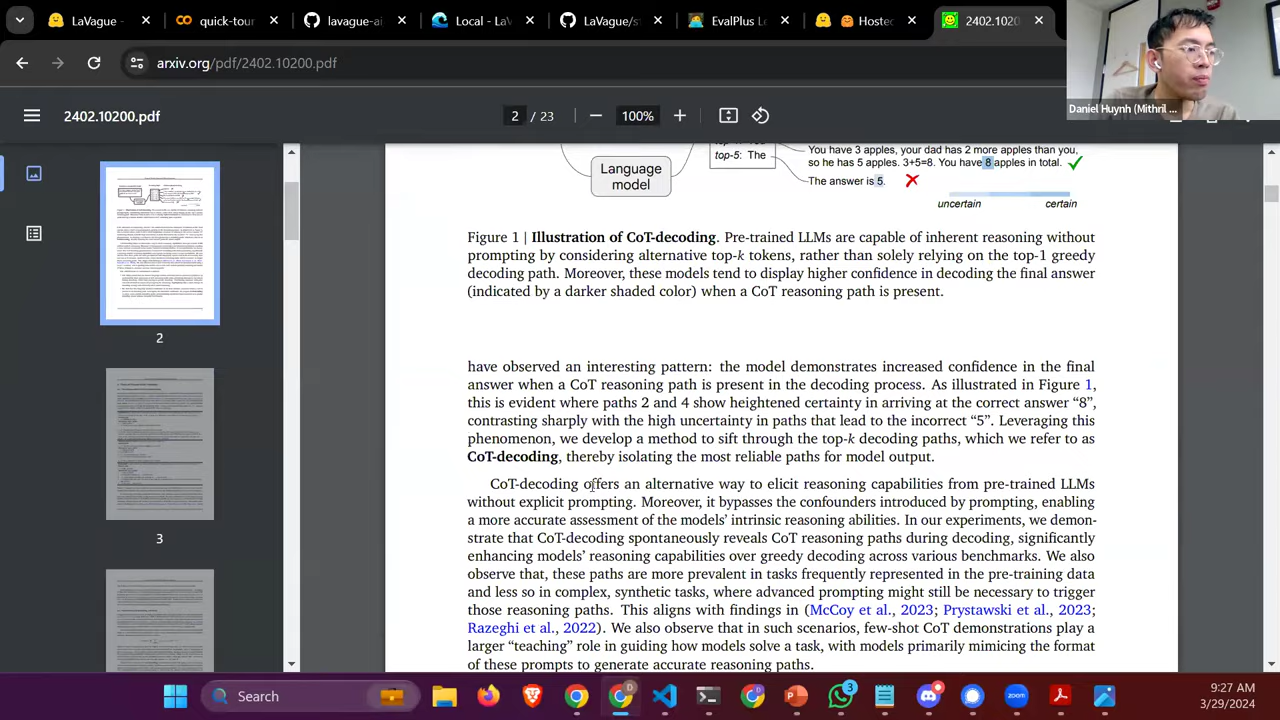 LaVague
quick-to
lavague-ai
Local - LaV
LaVague/s
EvalPlus Le
Hosted
2402.10200
arxiv.org/pdf/2402.10200.pdf
2402.10200.pdf
2 / 23
100%
Daniel Huynh (Mithril ...
2
3
top-5: The
Language
model
You have 3 apples, your dad has 2 more apples than you,
so he has 5 apples. 3+5=8. You have 8 apples in total.
The answer is 5
uncertain
certain
Figure 1 | Illustration of CoT-decoding. Pre-trained LLMs are capable of inherent reasoning without
prompting by considering alternative top-k tokens, rather than solely relying on the top-1 greedy
decoding path. Moreover, these models tend to display higher confidence in decoding the final answer
(indicated by a darker shaded color) when a CoT reasoning path is present.
have observed an interesting pattern: the model demonstrates increased confidence in the final
answer when a CoT reasoning path is present in the decoding process. As illustrated in Figure 1,
this is evident where paths 2 and 4 show heightened certainty in arriving at the correct answer “8”,
contrasting sharply with the high uncertainty in paths that lead to the incorrect “5”. Leveraging this
phenomenon, we develop a method to sift through the top-k decoding paths, which we refer to as
CoT-decoding, thereby isolating the most reliable paths for model output.
CoT-decoding offers an alternative way to elicit reasoning capabilities from pre-trained LLMs
without explicit prompting. Moreover, it bypasses the confounders introduced by prompting, enabling
a more accurate assessment of the models’ intrinsic reasoning abilities. In our experiments, we demon-
strate that CoT-decoding spontaneously reveals CoT reasoning paths during decoding, significantly
enhancing models’ reasoning capabilities over greedy decoding across various benchmarks. We also
observe that, these paths are more prevalent in tasks frequently represented in the pre-training data
and less so in complex, synthetic tasks, where advanced prompting might still be necessary to trigger
those reasoning paths. This aligns with findings in (McCoy et al., 2023; Prystawski et al., 2023;
Razeghi et al., 2022). We also observe that in such scenarios, few-shot CoT demonstrations play a
larger “teaching” role in guiding how models solve a task, with models primarily mimicing the format
of these prompts to generate accurate reasoning paths.
Search
3
zoom
9:27 AM
3/29/2024